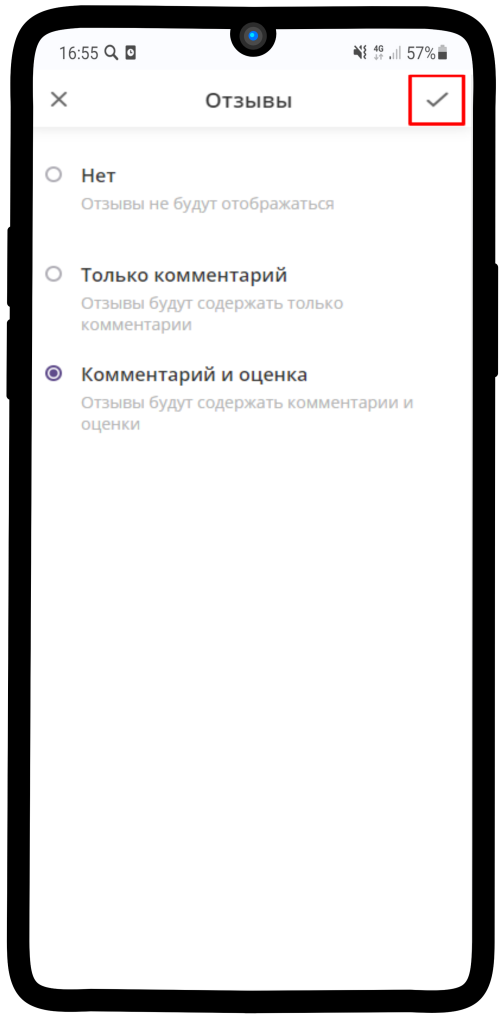 16:55 4G 57%
Отзывы
Нет
Отзывы не будут отображаться
Только комментарий
Отзывы будут содержать только
комментарии
Комментарий и оценка
Отзывы будут содержать комментарии и
оценки